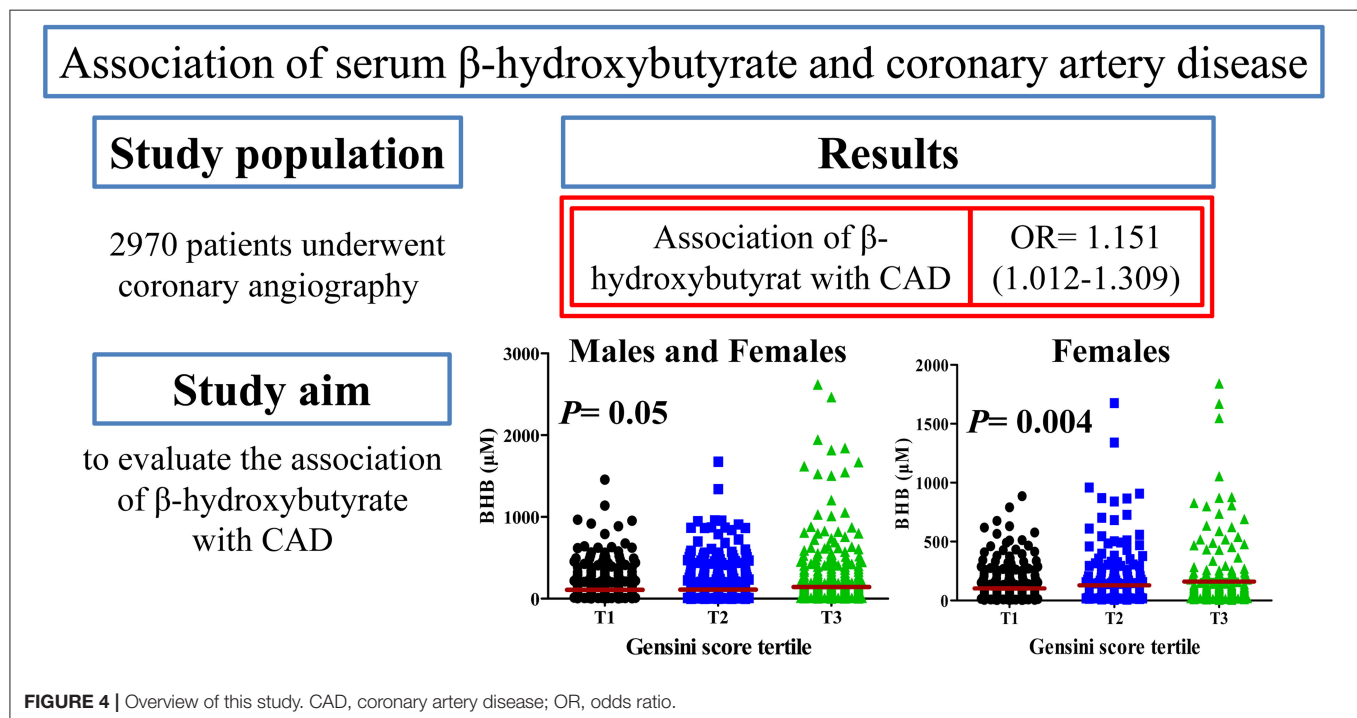 Association of serum β-hydroxybutyrate and coronary artery disease
Study population
2970 patients underwent
coronary angiography
Study aim
to evaluate the association
of β-hydroxybutyrate
with CAD
Results
Association of β-
hydroxybutyrat with CAD
OR= 1.151
(1.012-1.309)
Males and Females
P= 0.05
BHB (μM)
3000
2000
1000
0
T1 T2 T3
Gensini score tertile
Females
P= 0.004
BHB (μM)
2000
1500
1000
500
0
T1 T2 T3
Gensini score tertile
FIGURE 4 | Overview of this study. CAD, coronary artery disease; OR, odds ratio.